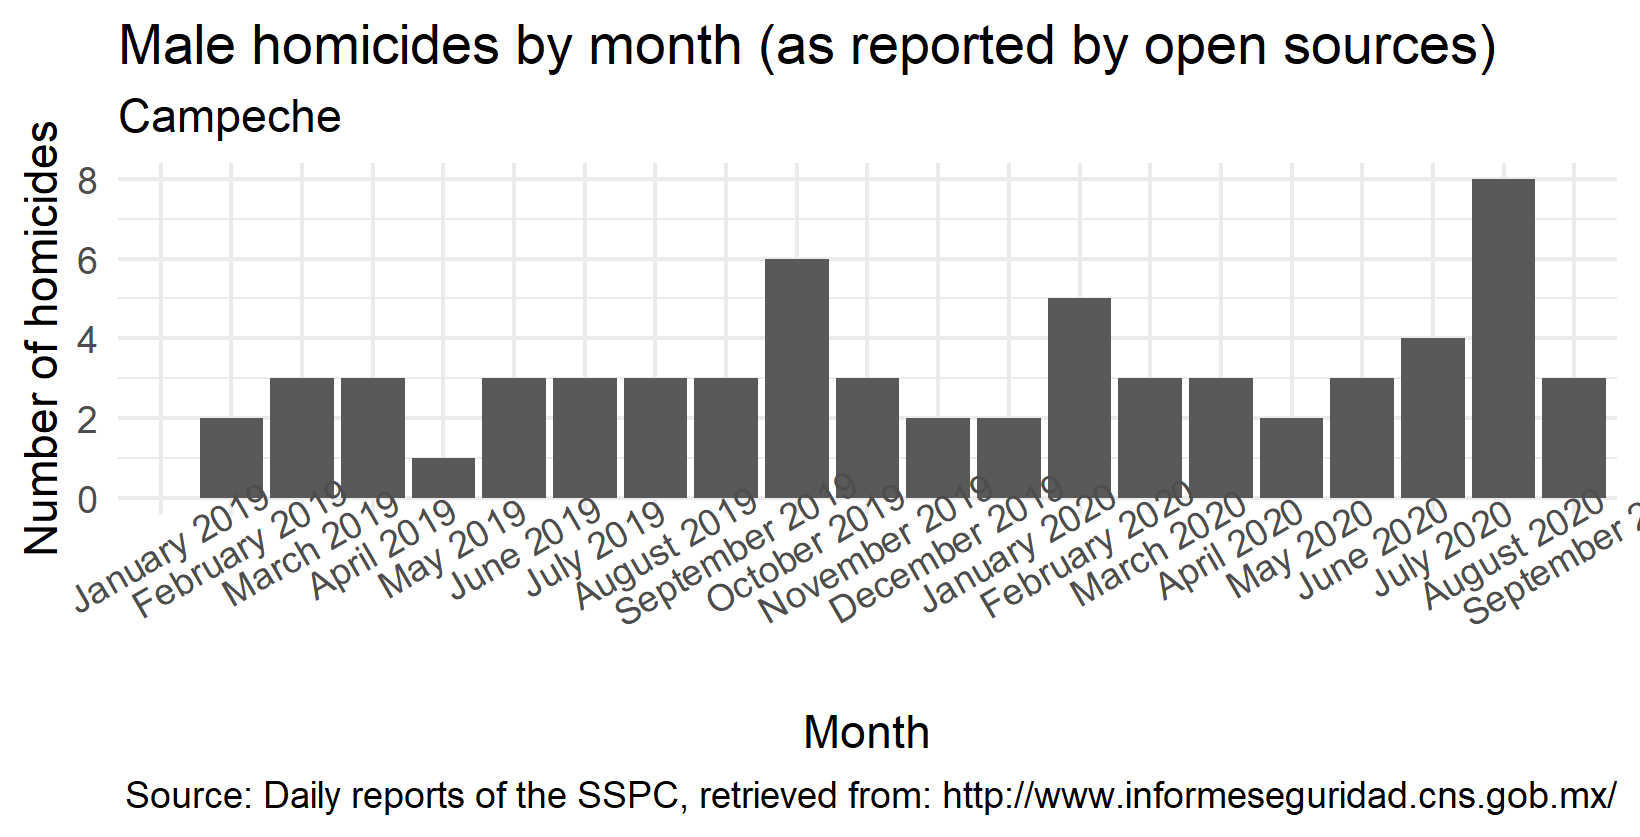 Male homicides by month (as reported by open sources)
Campeche
Number of homicides
8
6
4
2
0
January 2019
February 2019
March 2019
April 2019
May 2019
June 2019
July 2019
August 2019
September 2019
October 2019
November 2019
December 2019
January 2020
February 2020
March 2020
April 2020
May 2020
June 2020
July 2020
August 2020
September 2
Month
Source: Daily reports of the SSPC, retrieved from: http://www.informeseguridad.cns.gob.mx/